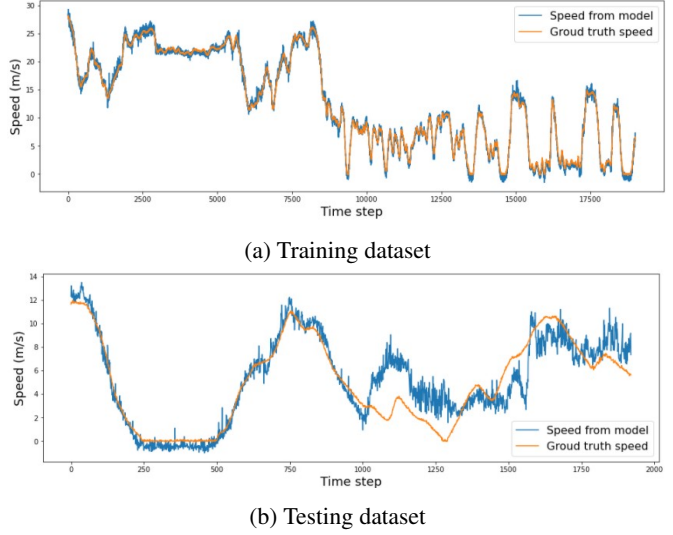 30
25
20
15
10
5
0
Speed (m/s)
Speed from model
Groud truth speed
0 2500 5000 7500 10000 12500 15000 17500
Time step
(a) Training dataset
14
12
10
8
6
4
2
0
Speed (m/s)
Speed from model
Groud truth speed
0 250 500 750 1000 1250 1500 1750 2000
Time step
(b) Testing dataset